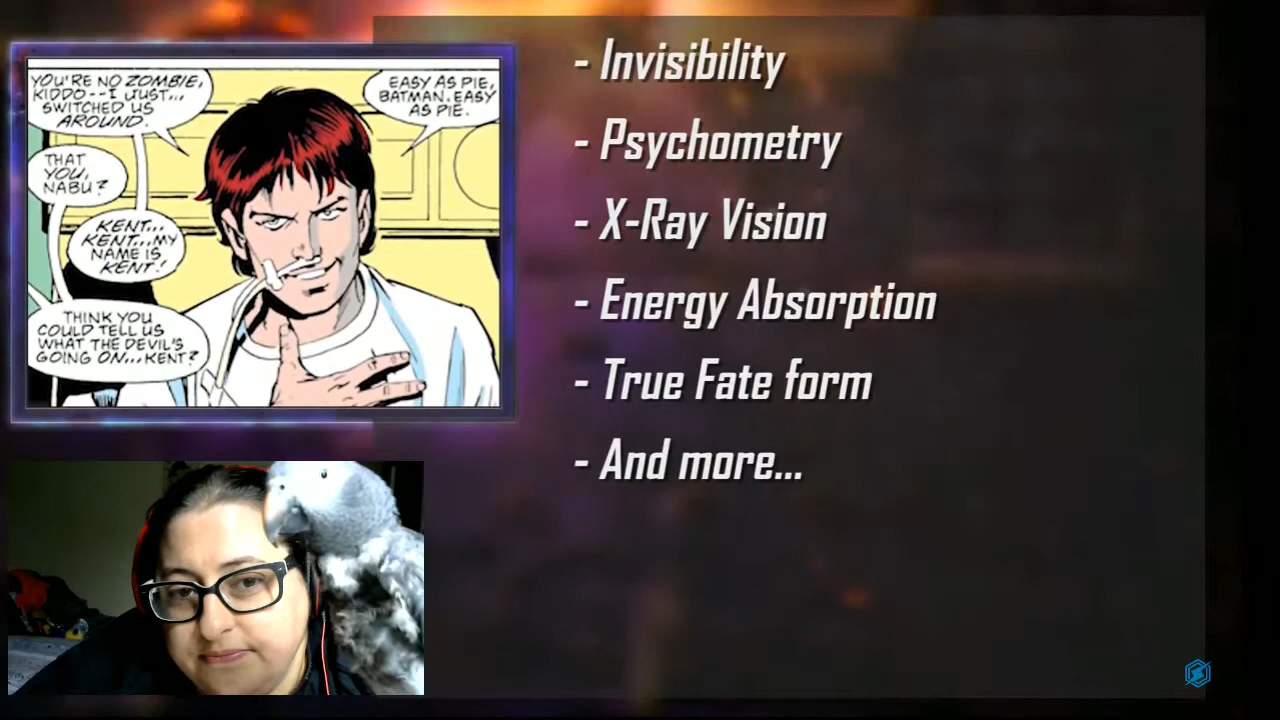 YOU'RE NO ZOMBIE,
KIDDO--I JUST...
SWITCHED US
AROUND.
EASY AS PIE,
BATMAN. EASY
AS PIE.
THAT
YOU,
NABU?
KENT...
KENT...MY
NAME IS
KENT!
THINK YOU
COULD TELL US
WHAT THE DEVIL'S
GOING ON...KENT?
- Invisibility
- Psychometry
- X-Ray Vision
- Energy Absorption
- True Fate form
- And more...